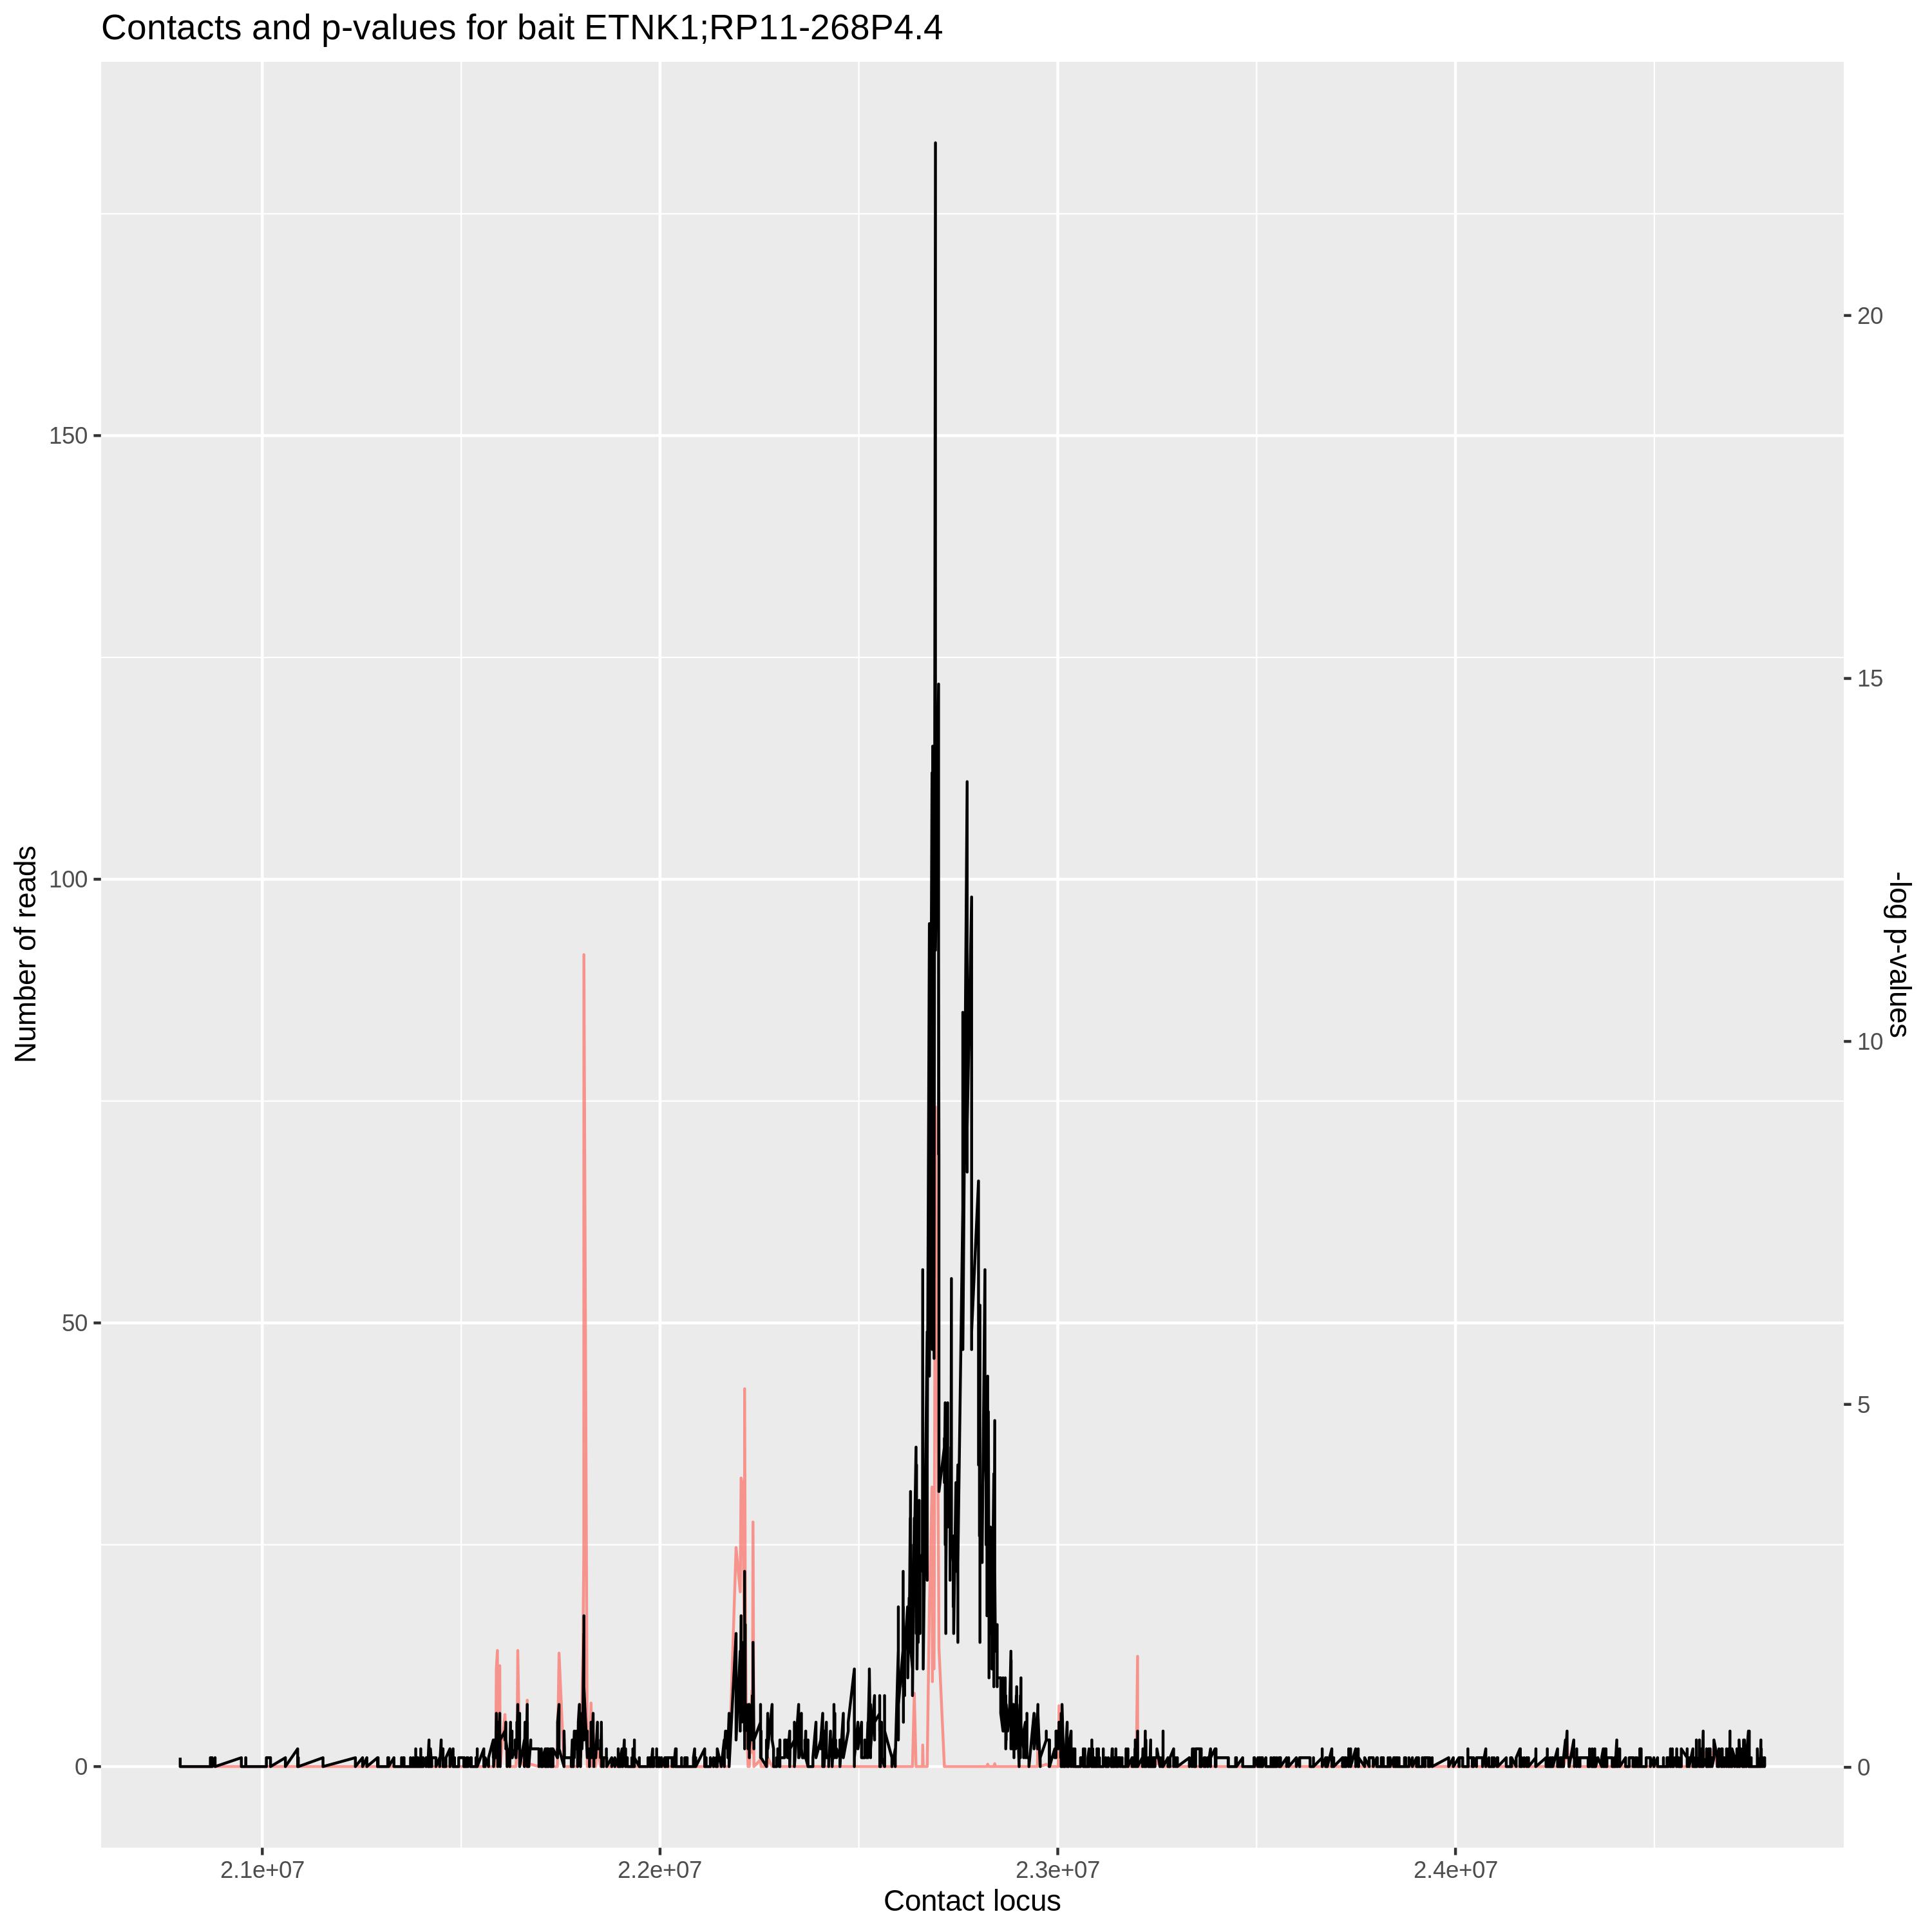 Contacts and p-values for bait ETNK1;RP11-268P4.4
Number of reads
150
100
50
0
20
15
10
5
0
-log p-values
2.1e+07
2.2e+07
2.3e+07
2.4e+07
Contact locus